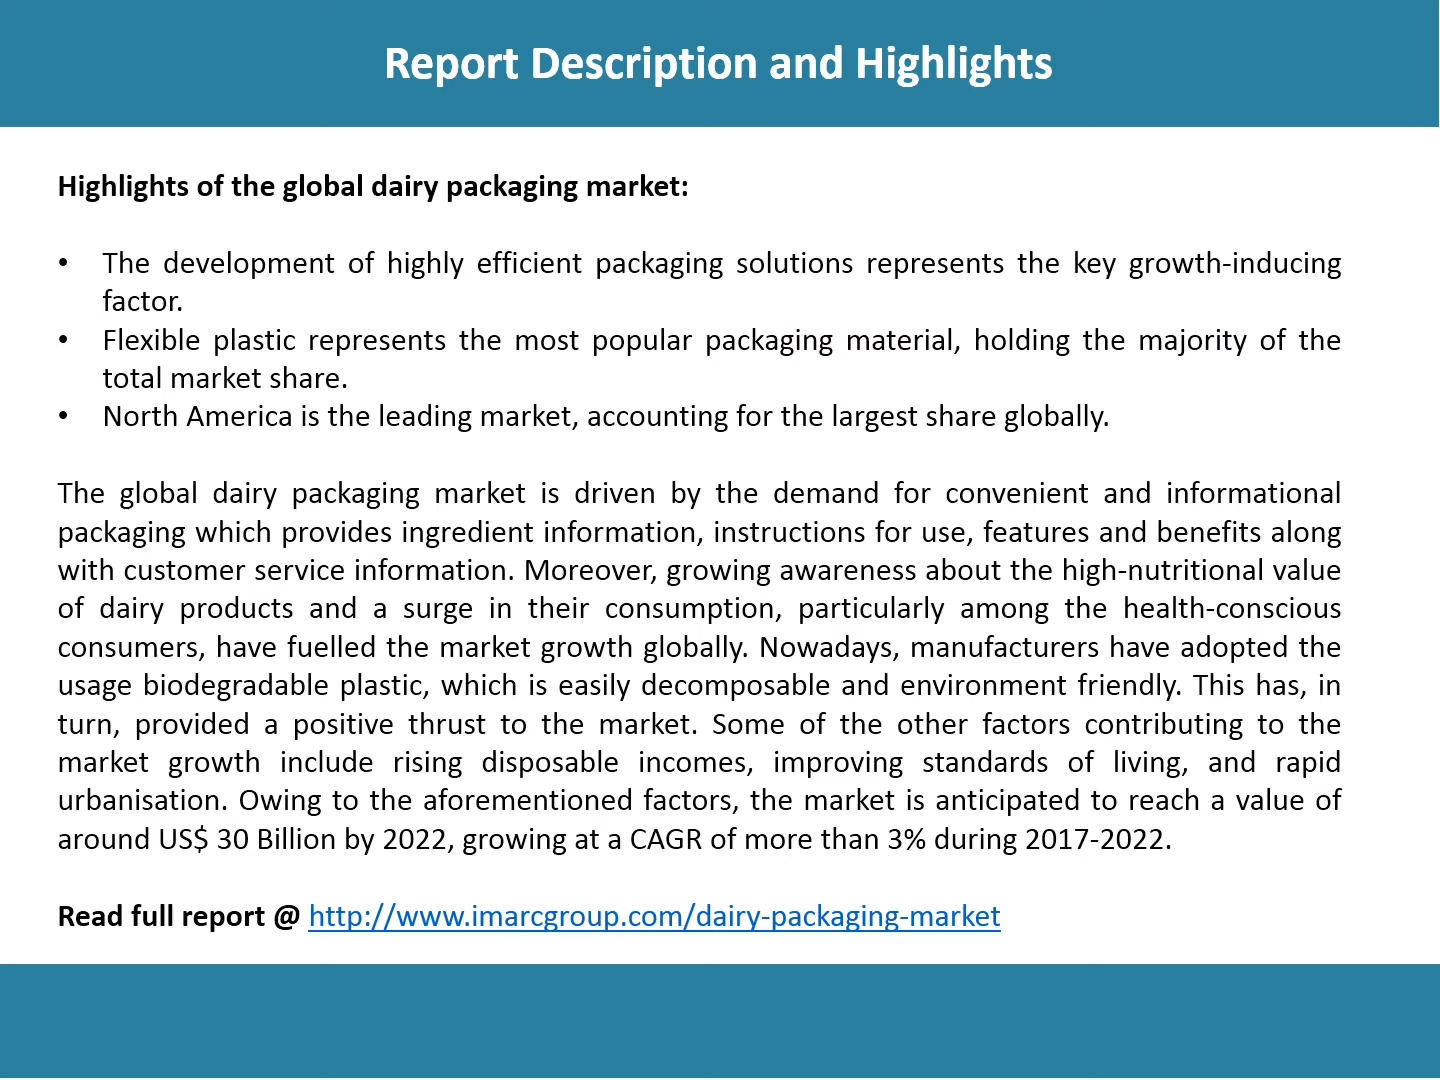 Report Description and Highlights
Highlights of the global dairy packaging market:
• The development of highly efficient packaging solutions represents the key growth-inducing
factor.
• Flexible plastic represents the most popular packaging material, holding the majority of the
total market share.
• North America is the leading market, accounting for the largest share globally.
The global dairy packaging market is driven by the demand for convenient and informational
packaging which provides ingredient information, instructions for use, features and benefits along
with customer service information. Moreover, growing awareness about the high-nutritional value
of dairy products and a surge in their consumption, particularly among the health-conscious
consumers, have fuelled the market growth globally. Nowadays, manufacturers have adopted the
usage biodegradable plastic, which is easily decomposable and environment friendly. This has, in
turn, provided a positive thrust to the market. Some of the other factors contributing to the
market growth include rising disposable incomes, improving standards of living, and rapid
urbanisation. Owing to the aforementioned factors, the market is anticipated to reach a value of
around US$ 30 Billion by 2022, growing at a CAGR of more than 3% during 2017-2022.
Read full report @ http://www.imarcgroup.com/dairy-packaging-market